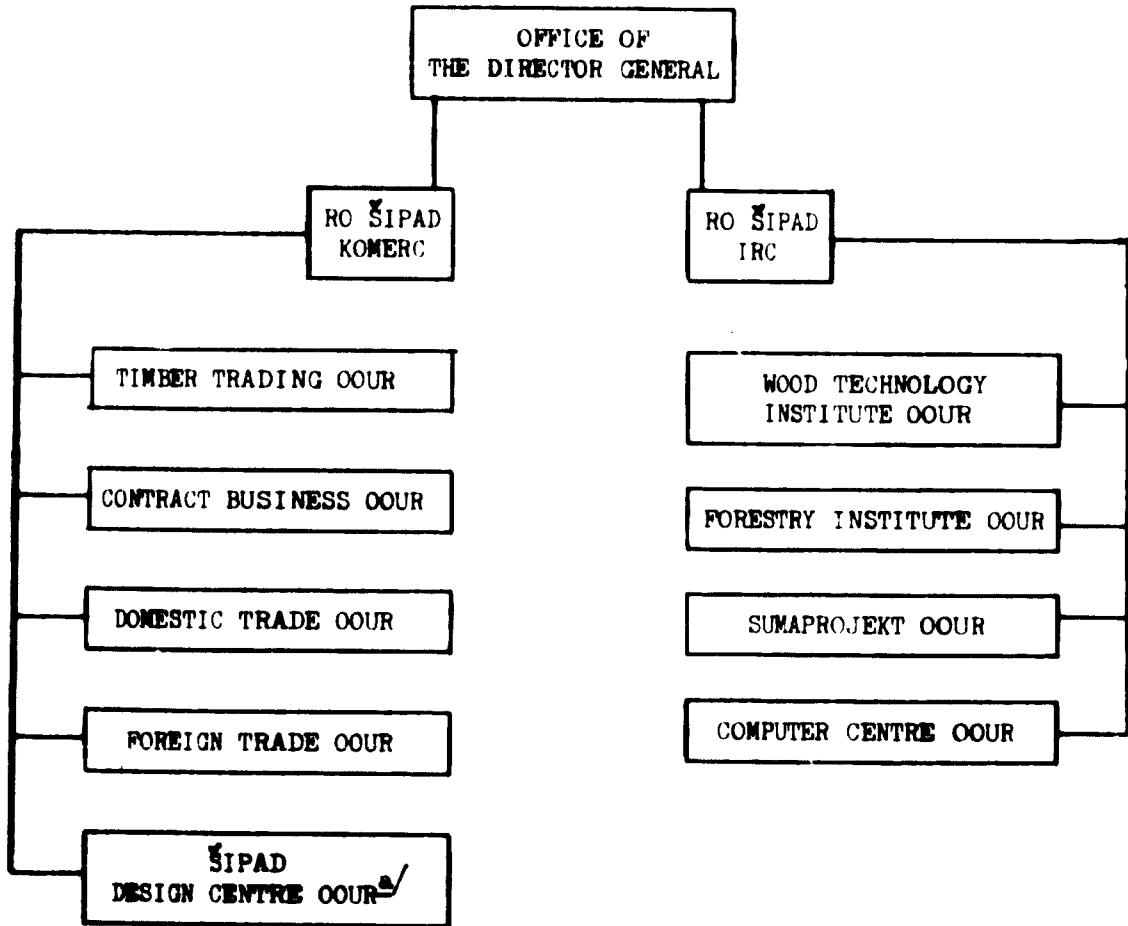 OFFICE OF
THE DIRECTOR GENERAL
RO ŠIPAD
KOMERC
RO ŠIPAD
IRC
TIMBER TRADING OOUR
CONTRACT BUSINESS OOUR
DOMESTIC TRADE OOUR
FOREIGN TRADE OOUR
ŠIPAD
DESIGN CENTRE OOUR a/
WOOD TECHNOLOGY
INSTITUTE OOUR
FORESTRY INSTITUTE OOUR
SUMAPROJEKT OOUR
COMPUTER CENTRE OOUR